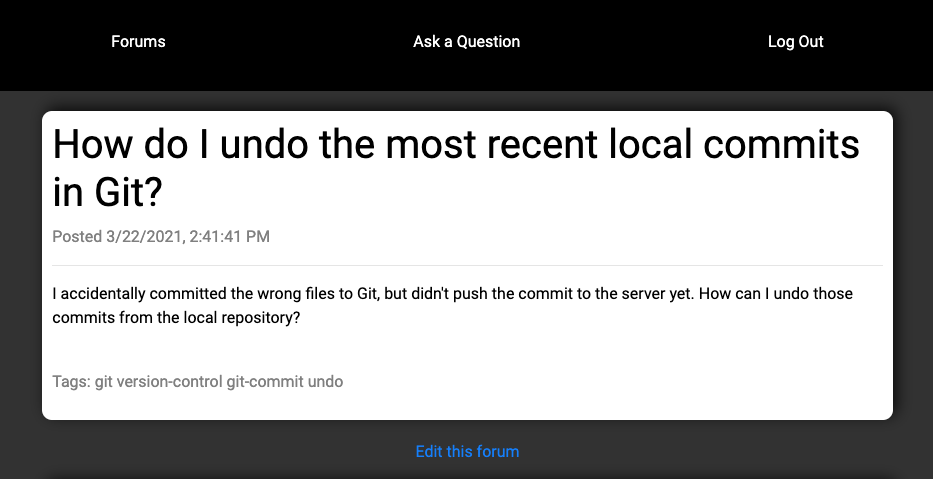 Forums
Ask a Question
Log Out
How do I undo the most recent local commits
in Git?
Posted 3/22/2021, 2:41:41 PM
I accidentally committed the wrong files to Git, but didn't push the commit to the server yet. How can I undo those
commits from the local repository?
Tags: git version-control git-commit undo
Edit this forum